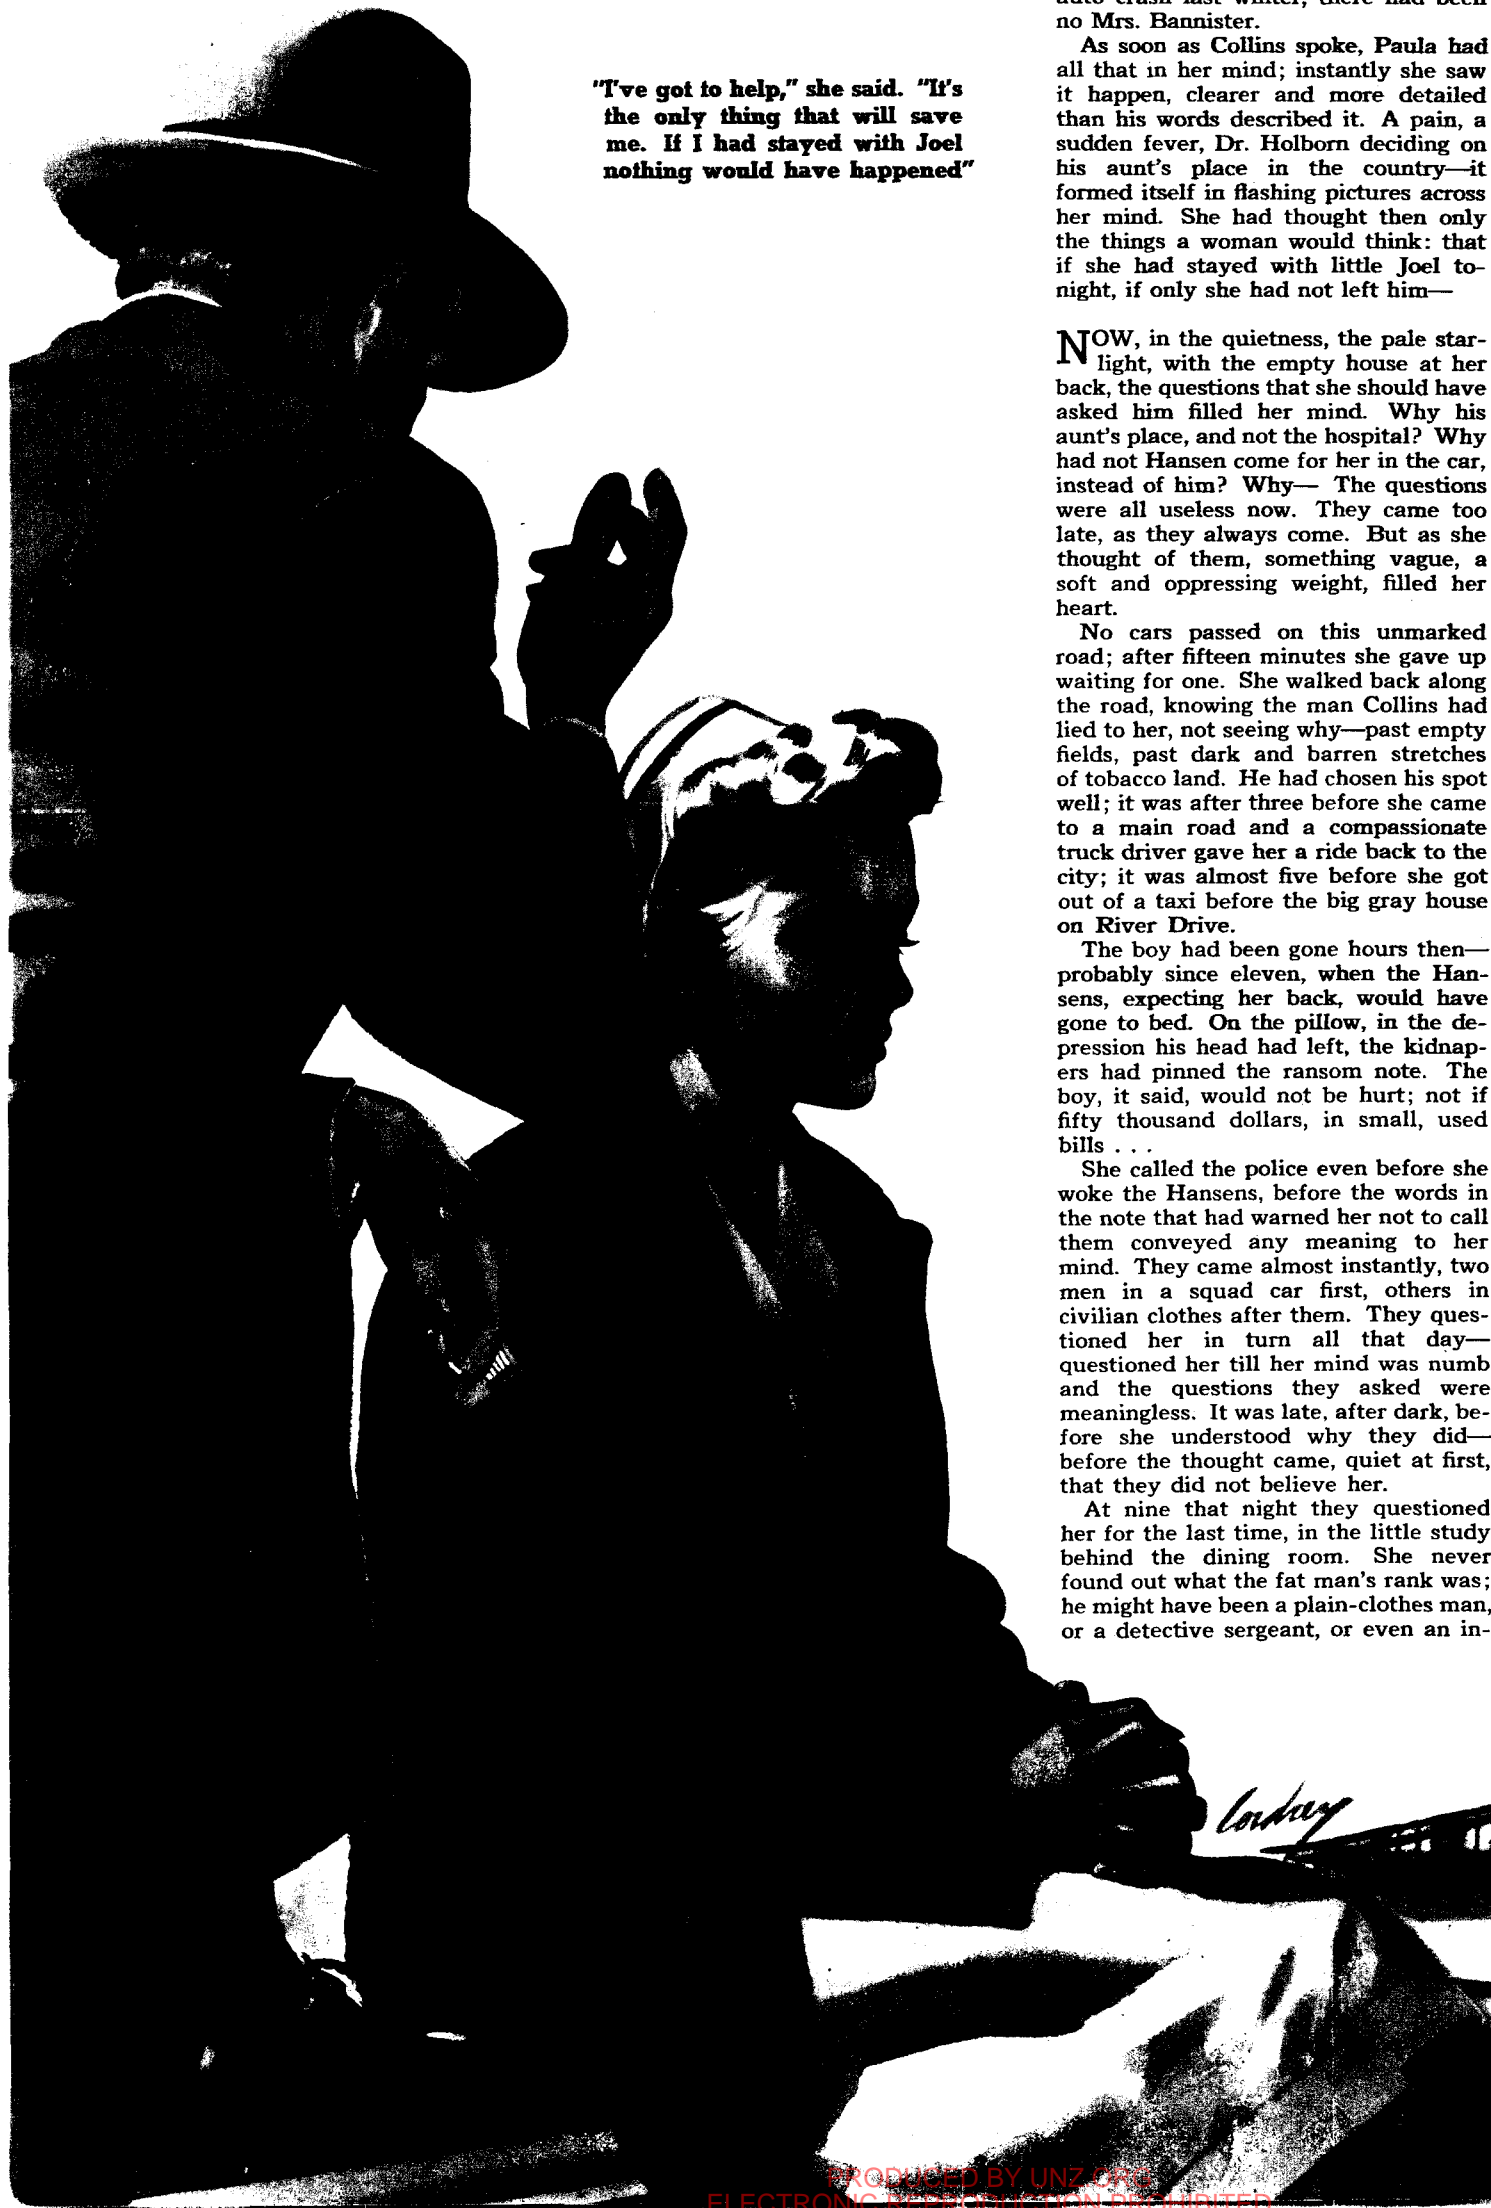 "I've got to help," she said. "It's
the only thing that will save
me. If I had stayed with Joel
nothing would have happened"
auto crash last winter, there had been
no Mrs. Bannister.
As soon as Collins spoke, Paula had
all that in her mind; instantly she saw
it happen, clearer and more detailed
than his words described it. A pain, a
sudden fever, Dr. Holborn deciding on
his aunt's place in the country—it
formed itself in flashing pictures across
her mind. She had thought then only
the things a woman would think: that
if she had stayed with little Joel to-
night, if only she had not left him—
NOW, in the quietness, the pale star-
light, with the empty house at her
back, the questions that she should have
asked him filled her mind. Why his
aunt's place, and not the hospital? Why
had not Hansen come for her in the car,
instead of him? Why— The questions
were all useless now. They came too
late, as they always come. But as she
thought of them, something vague, a
soft and oppressing weight, filled her
heart.
No cars passed on this unmarked
road; after fifteen minutes she gave up
waiting for one. She walked back along
the road, knowing the man Collins had
lied to her, not seeing why—past empty
fields, past dark and barren stretches
of tobacco land. He had chosen his spot
well; it was after three before she came
to a main road and a compassionate
truck driver gave her a ride back to the
city; it was almost five before she got
out of a taxi before the big gray house
on River Drive.
The boy had been gone hours then—
probably since eleven, when the Han-
sens, expecting her back, would have
gone to bed. On the pillow, in the de-
pression his head had left, the kidnap-
ers had pinned the ransom note. The
boy, it said, would not be hurt; not if
fifty thousand dollars, in small, used
bills . . .
She called the police even before she
woke the Hansens, before the words in
the note that had warned her not to call
them conveyed any meaning to her
mind. They came almost instantly, two
men in a squad car first, others in
civilian clothes after them. They ques-
tioned her in turn all that day—
questioned her till her mind was numb
and the questions they asked were
meaningless. It was late, after dark, be-
fore she understood why they did—
before the thought came, quiet at first,
that they did not believe her.
At nine that night they questioned
her for the last time, in the little study
behind the dining room. She never
found out what the fat man's rank was;
he might have been a plain-clothes man,
or a detective sergeant, or even an in-
PRODUCED BY UNZ.ORG
ELECTRONIC REPRODUCTION PROHIBITED